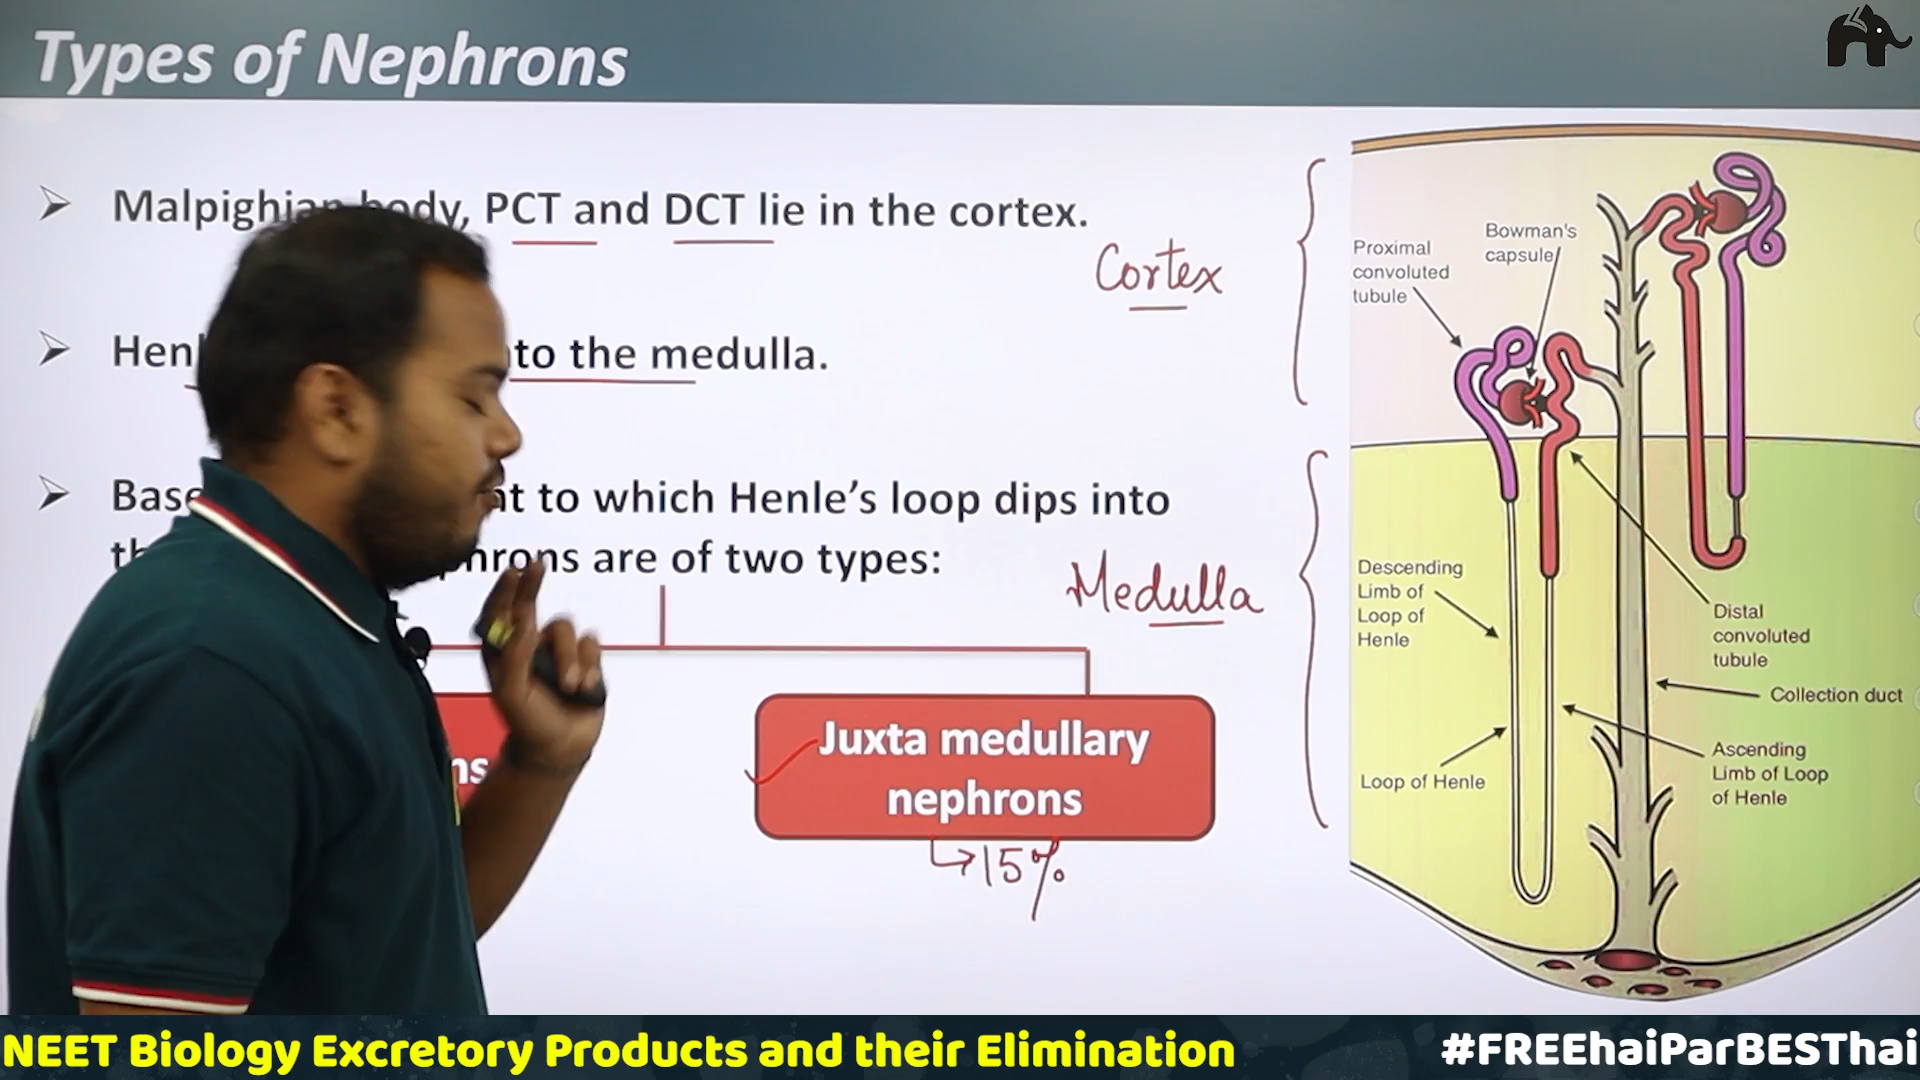 Types of Nephrons
Malpighian body, PCT and DCT lie in the cortex.
Cortex
to the medulla.
to which Henle's loop dips into
are of two types:
Medulla
Juxta medullary
nephrons
15%
Proximal
convoluted
tubule
Bowman's
capsule
Descending
Limb of
Loop of
Henle
Loop of Henle
Distal
convoluted
tubule
Collection duct
Ascending
Limb of Loop
of Henle
NEET Biology Excretory Products and their Elimination
#FREEhaiParBESThai